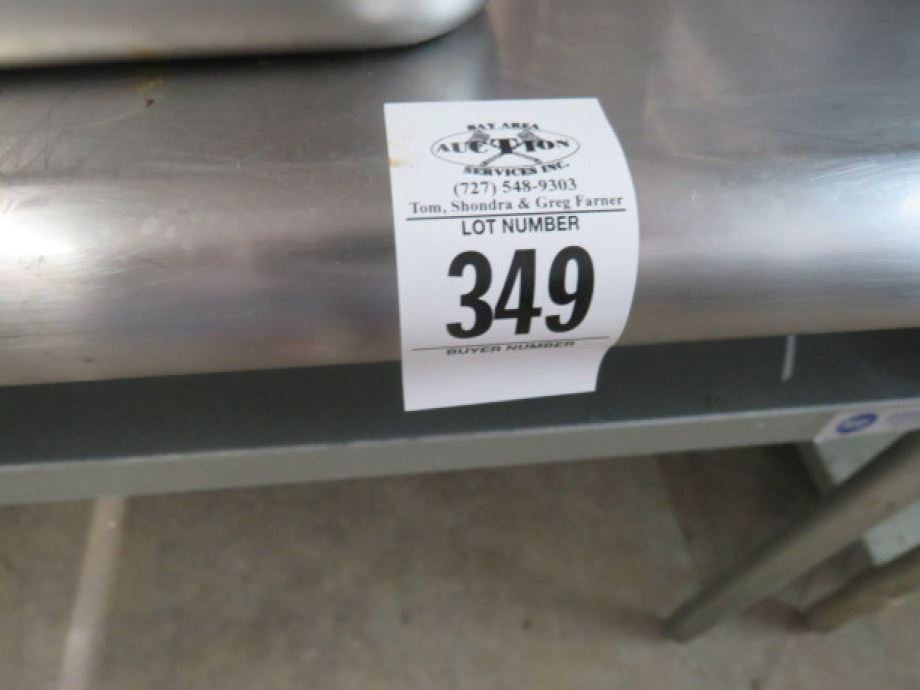 BAY AREA
AUCTION
SERVICES INC.
(727) 548-9303
Tom, Shondra & Greg Farner
LOT NUMBER
349
BUYER NUMBER